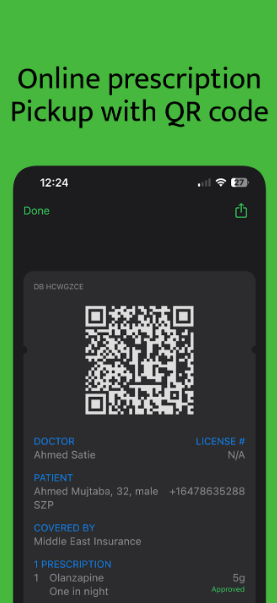 Online prescription
Pickup with QR code
12:24
27
Done
DB HCWGZCE
DOCTOR LICENSE #
Ahmed Satie N/A
PATIENT
Ahmed Mujtaba, 32, male +16478635288
SZP
COVERED BY
Middle East Insurance
1 PRESCRIPTION
1 Olanzapine 5g
One in night Approved